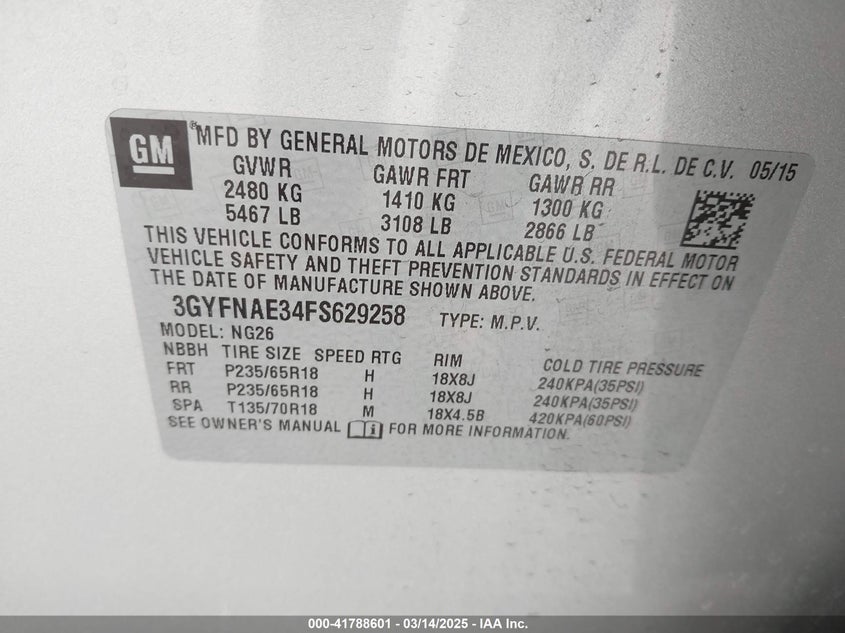 GM
MFD BY GENERAL MOTORS DE MEXICO, S. DE R.L. DE C.V. 05/15
GVWR GAWR FRT GAWR RR
2480 KG 1410 KG 1300 KG
5467 LB 3108 LB 2866 LB
THIS VEHICLE CONFORMS TO ALL APPLICABLE U.S. FEDERAL MOTOR
VEHICLE SAFETY AND THEFT PREVENTION STANDARDS IN EFFECT ON
THE DATE OF MANUFACTURE SHOWN ABOVE.
3GYFNAE34FS629258 TYPE: M.P.V.
MODEL: NG26
NBBH TIRE SIZE SPEED RTG RIM COLD TIRE PRESSURE
FRT P235/65R18 H 18X8J 240KPA(35PSI)
RR P235/65R18 H 18X8J 240KPA(35PSI)
SPA T135/70R18 M 18X4.5B 420KPA(60PSI)
SEE OWNER'S MANUAL FOR MORE INFORMATION.
000-41788601 - 03/14/2025 - IAA Inc.